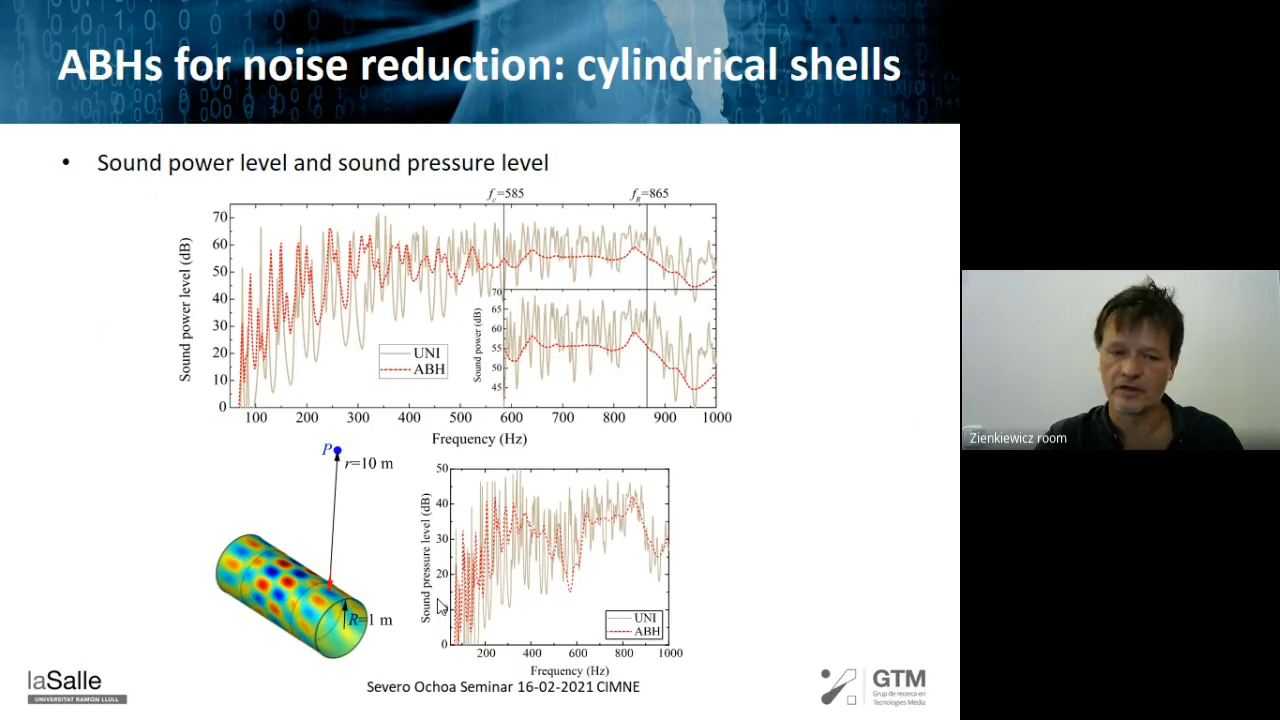 ABHs for noise reduction: cylindrical shells
• Sound power level and sound pressure level
f_c=585
f_R=865
Sound power level (dB)
70
60
50
40
30
20
10
0
UNI
ABH
Sound power (dB)
70
65
60
55
50
45
100 200 300 400 500 600 700 800 900 1000
Frequency (Hz)
P
r=10 m
R=1 m
Sound pressure level (dB)
50
40
30
20
10
0
UNI
ABH
200 400 600 800 1000
Frequency (Hz)
Zienkiewicz room
laSalle
UNIVERSITAT RAMON LLULL
Severo Ochoa Seminar 16-02-2021 CIMNE
GTM
Grup de recerca en
Tecnologies Mèdia